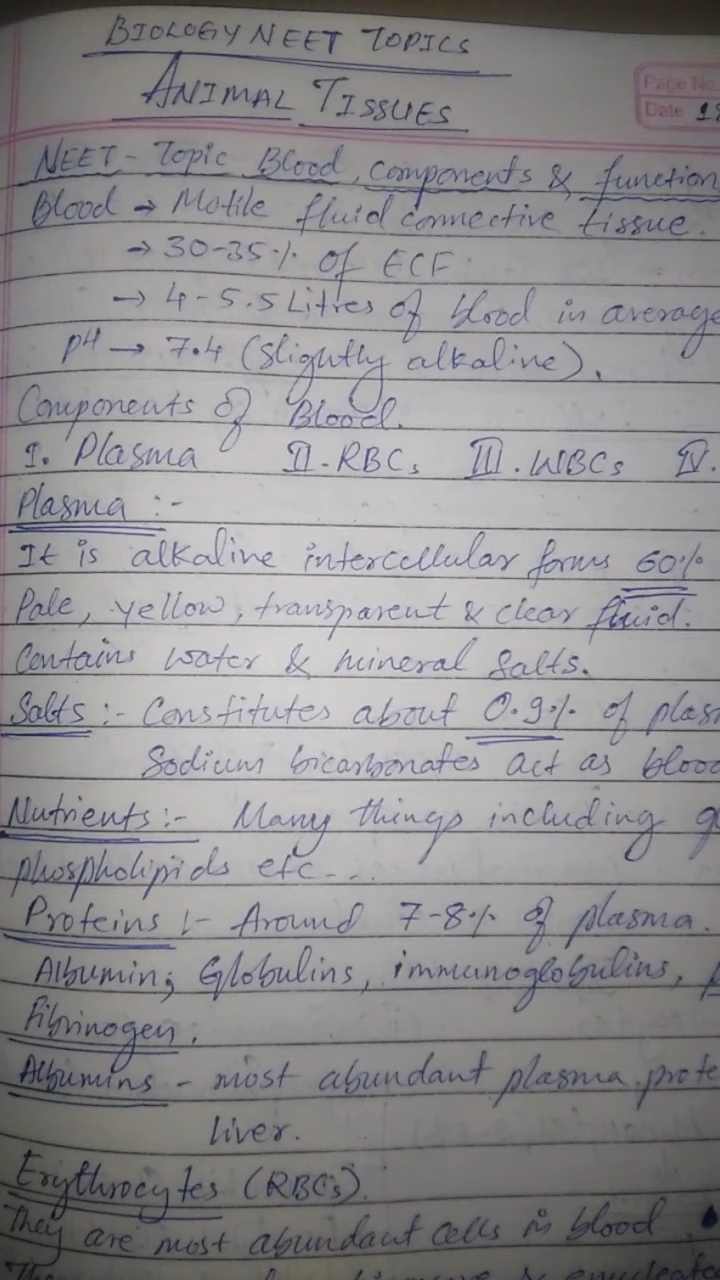 BIOLOGY NEET TOPICS
ANIMAL TISSUES
Page No.
Date 18
NEET - Topic Blood, components & function
Blood → Motile fluid connective tissue.
→ 30-35% of ECF.
→ 4-5.5 Litres of blood in average
pH → 7.4 (Slightly alkaline).
Components of Blood.
I. Plasma II. RBCs III. WBCs IV.
Plasma :-
It is alkaline intercellular forms 60%
Pale, yellow, transparent & clear fluid.
Contains water & mineral Salts.
Salts :- Constitutes about 0.9% of plas
Sodium bicarbonates act as blood
Nutrients :- Many things including g
phospholipids etc....
Proteins :- Around 7-8% of plasma.
Albumin; Globulins, immunoglobulins, p
Fibrinogen.
Albumins - most abundant plasma prote
liver.
Erythrocytes (RBCs).
They are most abundant cells in blood.